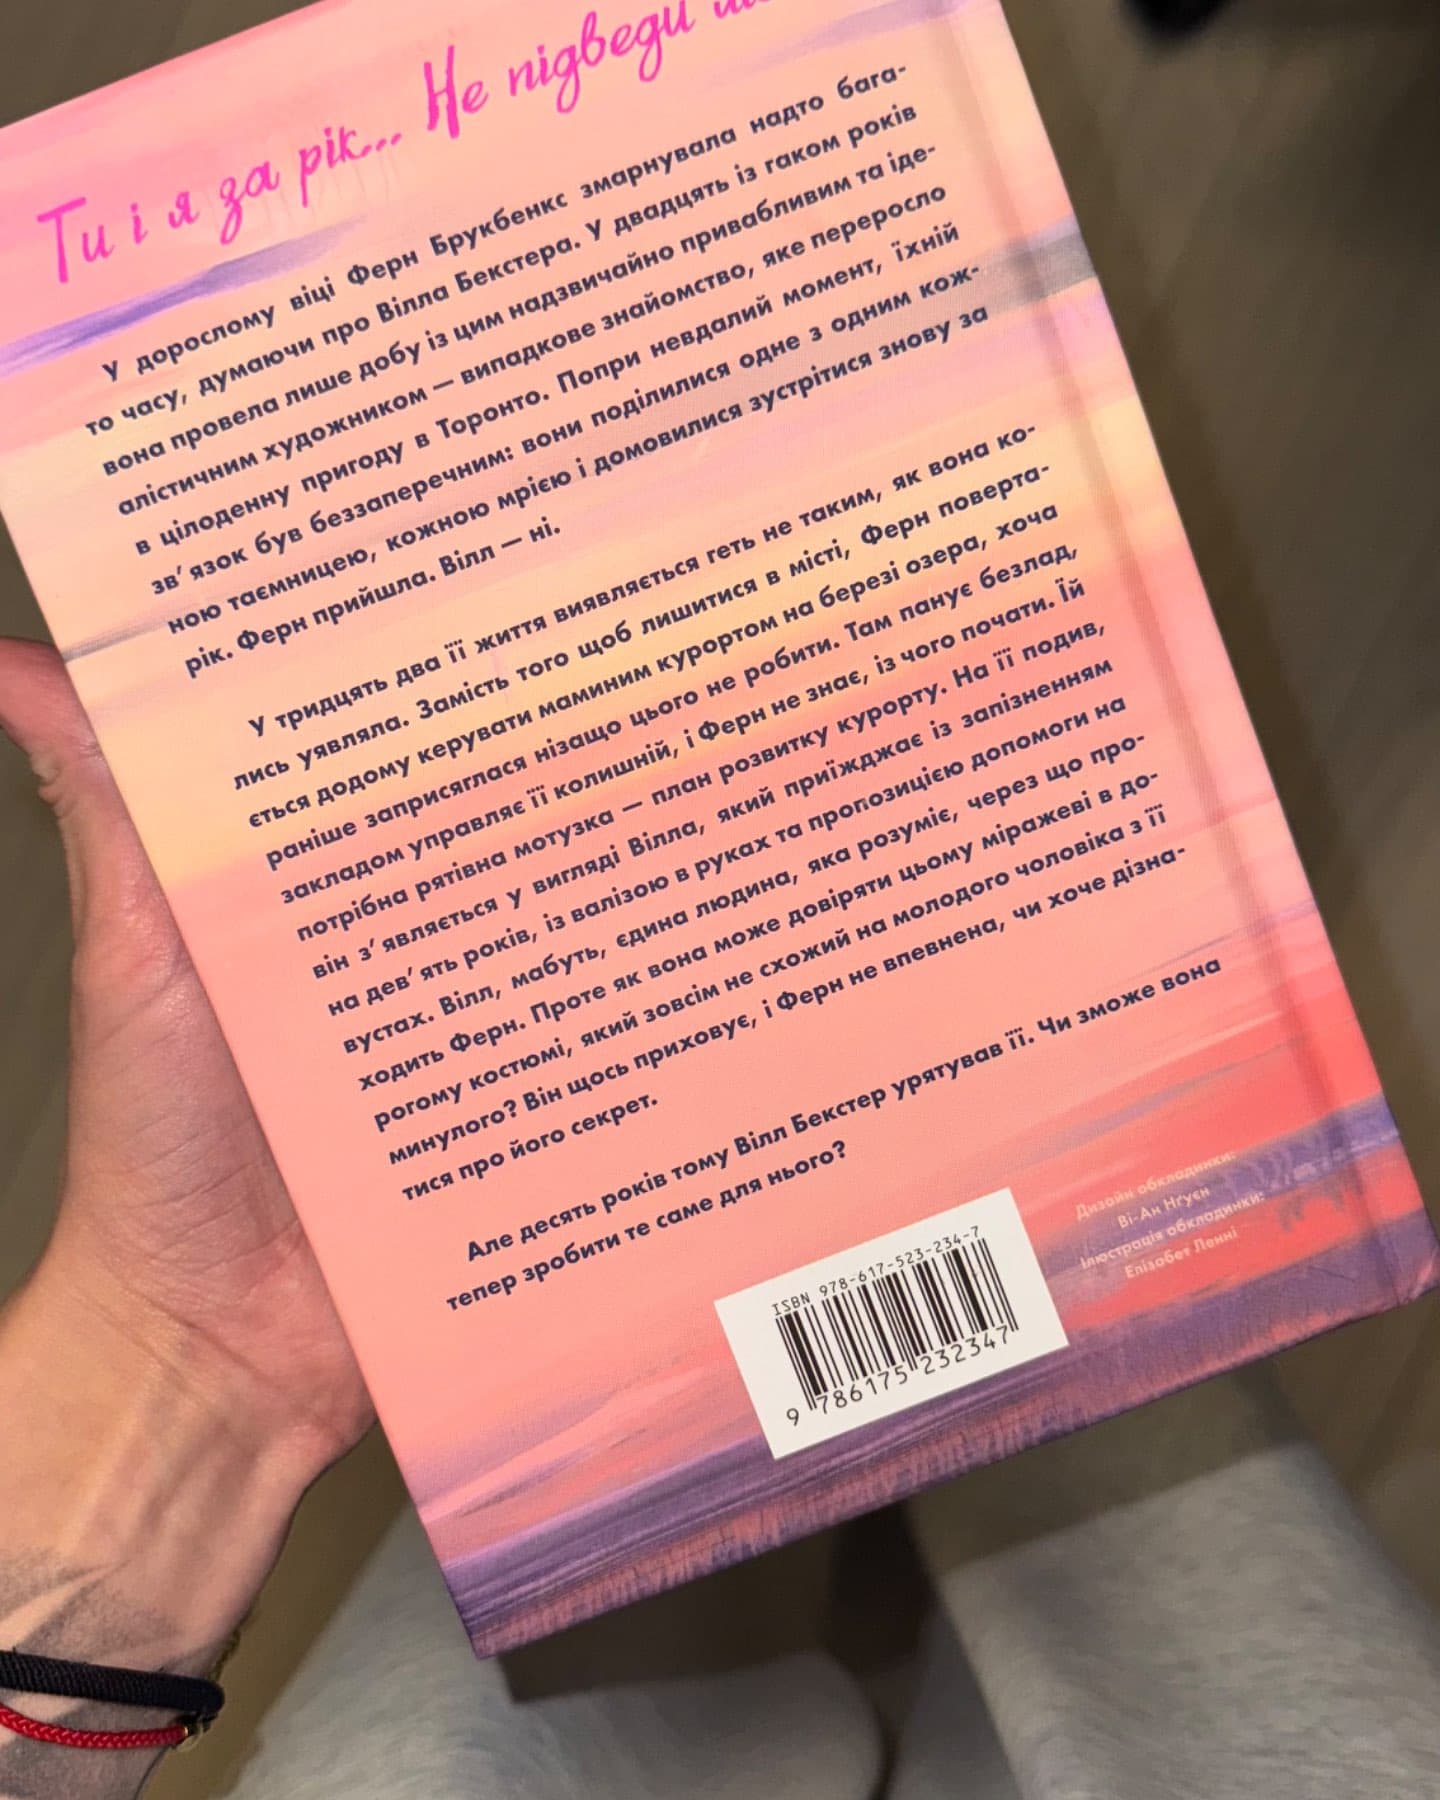 Ти і я за рік... Не підведи
У дорослому віці Ферн Брукбенкс змарнувала надто бага-
то часу, думаючи про Вілла Бекстера. У двадцять із гаком років
вона провела лише добу із цим надзвичайно привабливим та іде-
алістичним художником — випадкове знайомство, яке переросло
в цілоденну пригоду в Торонто. Попри невдалий момент, їхній
зв’язок був беззаперечним: вони поділилися одне з одним кож-
ною таємницею, кожною мрією і домовилися зустрітися знову за
рік. Ферн прийшла. Вілл — ні.
У тридцять два її життя виявляється геть не таким, як вона ко-
лись уявляла. Замість того щоб лишитися в місті, Ферн поверта-
ється додому керувати маминим курортом на березі озера, хоча
раніше заприсяглася нізащо цього не робити. Там панує безлад,
закладом управляє її колишній, і Ферн не знає, із чого почати. Їй
потрібна рятівна мотузка — план розвитку курорту. На її подив,
він з’являється у вигляді Вілла, який приїжджає із запізненням
на дев’ять років, із валізою в руках та пропозицією допомоги на
вустах. Вілл, мабуть, єдина людина, яка розуміє, через що про-
ходить Ферн. Проте як вона може довіряти цьому міражеві в до-
рогому костюмі, який зовсім не схожий на молодого чоловіка з її
минулого? Він щось приховує, і Ферн не впевнена, чи хоче дізна-
тися про його секрет.
Але десять років тому Вілл Бекстер урятував її. Чи зможе вона
тепер зробити те саме для нього?
Дизайн обкладинки:
Ві-Ан Нґуєн
Ілюстрація обкладинки:
Елізабет Ленні
ISBN 978-617-523-234-7
9 786175 232347